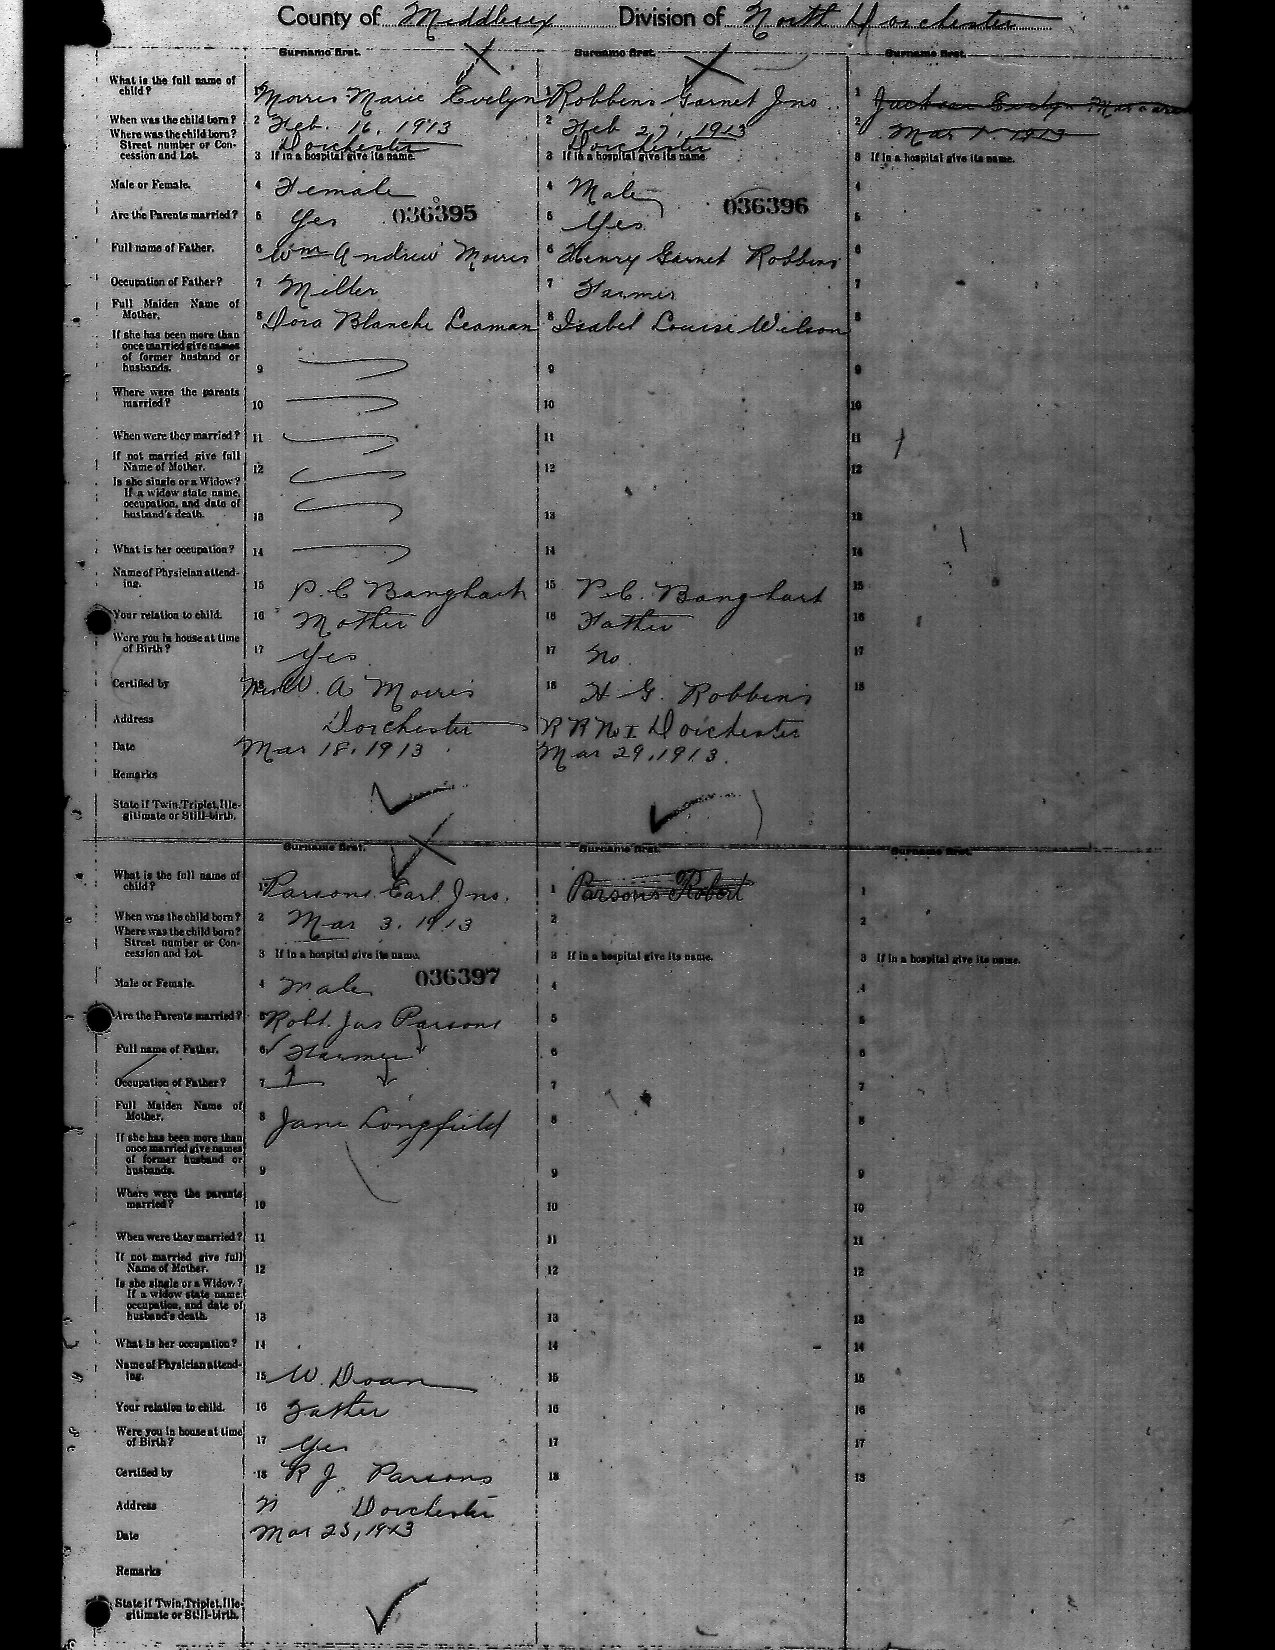 County of Middlesex Division of North Dorchester
Surname first. Surname first. Surname first.
What is the full name of child? 1 Morris Marie Evelyn 1 Robbins Garnet Jno. 1 Jackson Evelyn
When was the child born? 2 Feb. 16, 1913 2 Feb 27, 1913 2 Mar 1913
Where was the child born? Street number or Concession and Lot. Dorchester Dorchester
3 If in a hospital give its name. 3 If in a hospital give its name 3 If in a hospital give its name.
Male or Female. 4 Female 4 Male 4
036395 036396
Are the Parents married? 5 Yes 5 Yes 5
Full name of Father. 6 Wm Andrew Morris 6 Henry Garnet Robbins 6
Occupation of Father? 7 Miller 7 Farmer 7
Full Maiden Name of Mother. 8 Dora Blanche Leaman 8 Isabel Louise Wilson 8
If she has been more than once married give names of former husband or husbands. 9 9 9
Where were the parents married? 10 10 10
When were they married? 11 11 11
If not married give full Name of Mother. 12 12 12
Is she single or a Widow? If a widow state name, occupation, and date of husband's death. 13 13 13
What is her occupation? 14 14 14
Name of Physician attending. 15 P. C Banghart 15 P. C. Banghart 15
Your relation to child. 16 Mother 16 Father 16
Were you in house at time of Birth? 17 Yes 17 No. 17
Certified by 18 Mrs W. A Morris 18 H G. Robbins 18
Address Dorchester R R No 1 Dorchester
Date Mar 18, 1913 Mar 29, 1913.
Remarks
State if Twin, Triplet, Illegitimate or Still-birth.
Surname first. Surname first. Surname first.
What is the full name of child? 1 Parsons Earl Jno. 1 Parsons Robert 1
When was the child born? 2 Mar 3. 1913 2 2
Where was the child born? Street number or Concession and Lot. 3 If in a hospital give its name. 3 If in a hospital give its name. 3 If in a hospital give its name.
Male or Female. 4 Male 036397 4 4
Are the Parents married? 5 Robt. Jas Parsons 5 5
Full name of Father. 6 Farmer 6 6
Occupation of Father? 7 7 7
Full Maiden Name of Mother. 8 Jane Longfield 8 8
If she has been more than once married give names of former husband or husbands. 9 9 9
Where were the parents married? 10 10 10
When were they married? 11 11 11
If not married give full Name of Mother. 12 12 12
Is she single or a Widow? If a widow state name, occupation, and date of husband's death. 13 13 13
What is her occupation? 14 14 14
Name of Physician attending. 15 W. Doan 15 15
Your relation to child. 16 Father 16 16
Were you in house at time of Birth? 17 Yes 17 17
Certified by 18 R J Parsons 18 18
Address N Dorchester
Date Mar 25, 1913
Remarks
State if Twin, Triplet, Illegitimate or Still-birth.